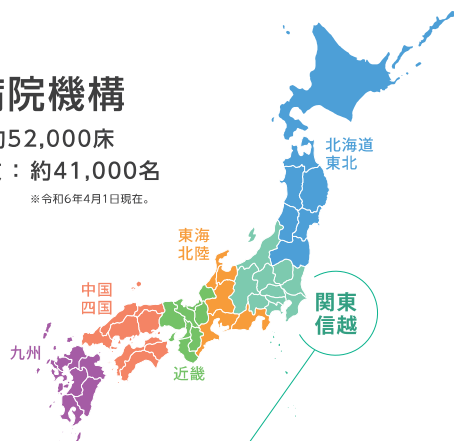 病院機構
約52,000床
：約41,000名
※令和6年4月1日現在。
北海道
東北
東海
北陸
中国
四国
関東
信越
九州
近畿